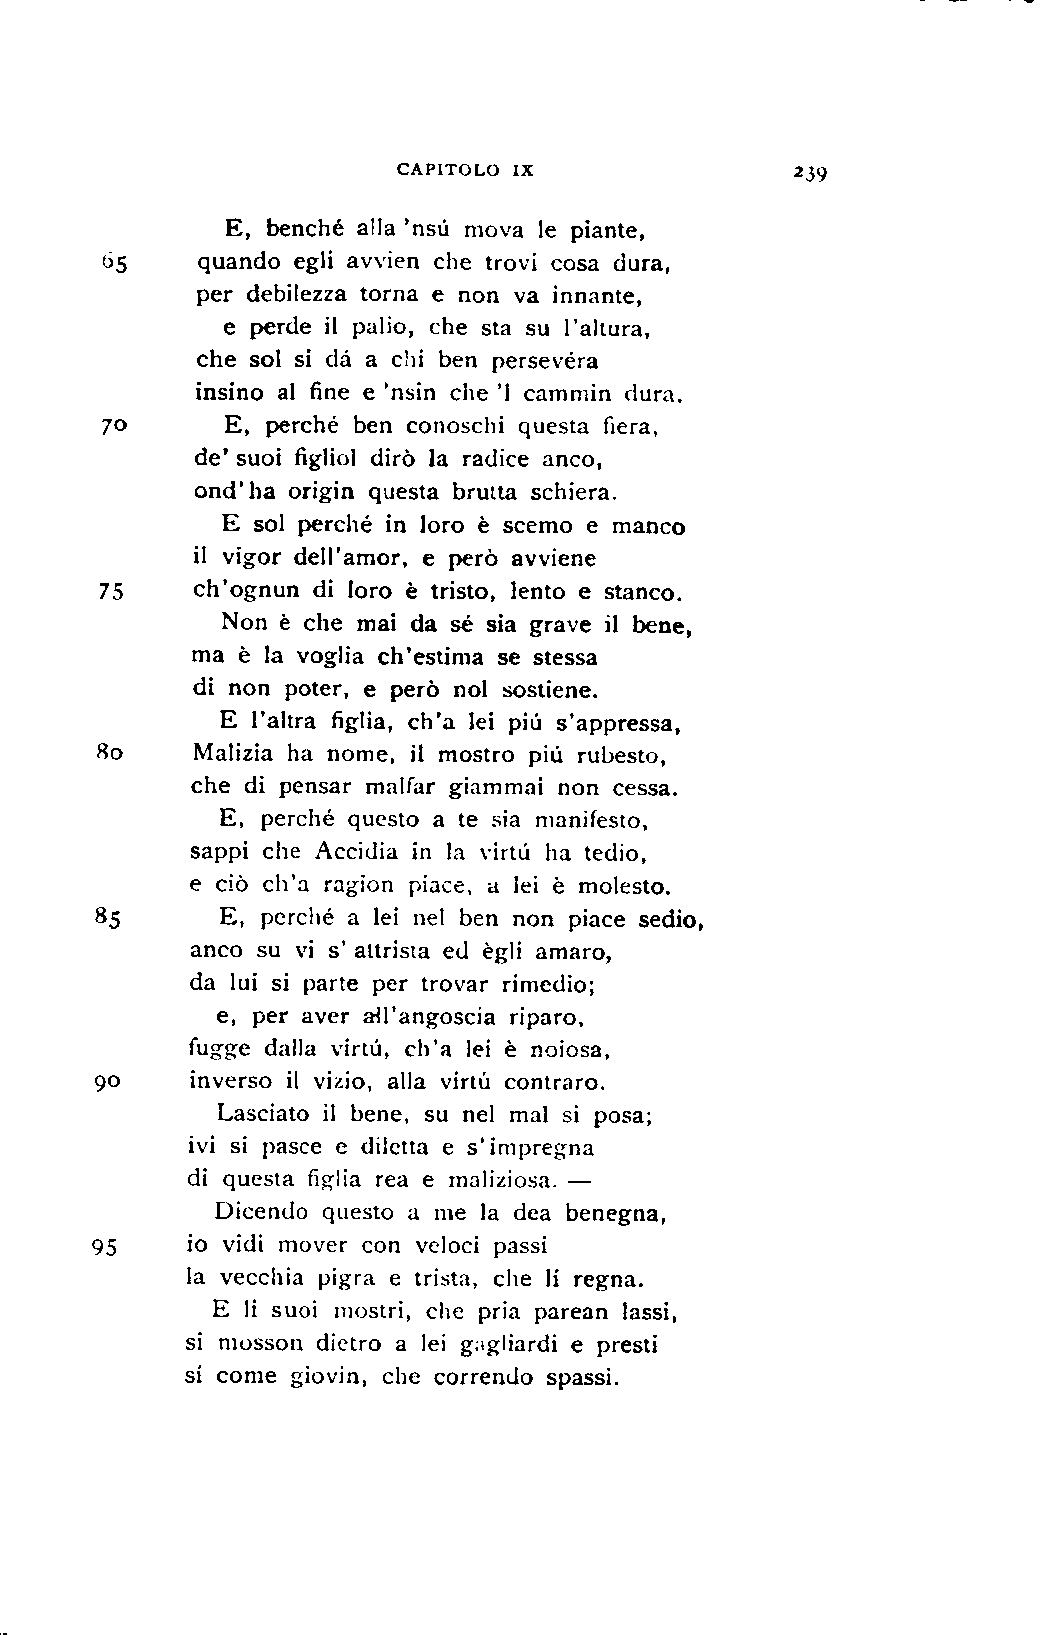 CAPITOLO IX 239
E, benché alla 'nsú mova le piante,
65 quando egli avvien che trovi cosa dura,
per debilezza torna e non va innante,
e perde il palio, che sta su l'altura,
che sol si dá a chi ben persevéra
insino al fine e 'nsin che 'l cammin dura.
70 E, perché ben conoschi questa fiera,
de' suoi figliol dirò la radice anco,
ond'ha origin questa brutta schiera.
E sol perché in loro è scemo e manco
il vigor dell'amor, e però avviene
75 ch'ognun di loro è tristo, lento e stanco.
Non è che mai da sé sia grave il bene,
ma è la voglia ch'estima se stessa
di non poter, e però nol sostiene.
E l'altra figlia, ch'a lei piú s'appressa,
80 Malizia ha nome, il mostro piú rubesto,
che di pensar malfar giammai non cessa.
E, perché questo a te sia manifesto,
sappi che Accidia in la virtú ha tedio,
e ciò ch'a ragion piace, a lei è molesto.
85 E, perché a lei nel ben non piace sedio,
anco su vi s'attrista ed ègli amaro,
da lui si parte per trovar rimedio;
e, per aver all'angoscia riparo,
fugge dalla virtú, ch'a lei è noiosa,
90 inverso il vizio, alla virtú contraro.
Lasciato il bene, su nel mal si posa;
ivi si pasce e diletta e s'impregna
di questa figlia rea e maliziosa. —
Dicendo questo a me la dea benegna,
95 io vidi mover con veloci passi
la vecchia pigra e trista, che lí regna.
E li suoi mostri, che pria parean lassi,
si mosson dietro a lei gagliardi e presti
sí come giovin, che correndo spassi.